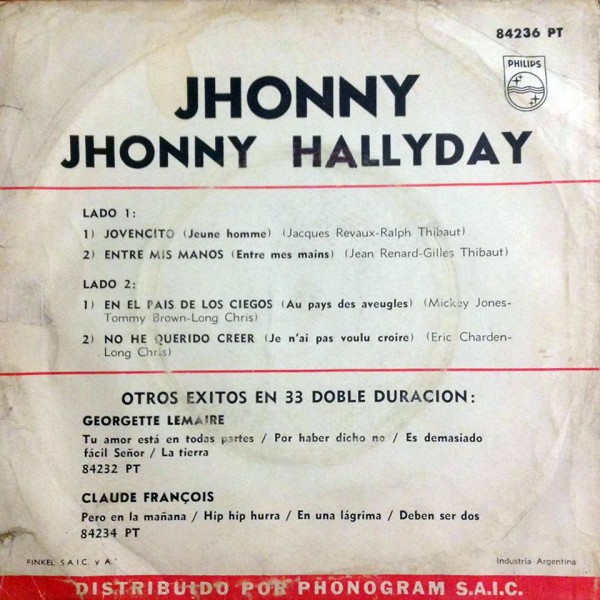 84236 PT
PHILIPS
JHONNY
JHONNY HALLYDAY
LADO 1:
1) JOVENCITO (Jeune homme) (Jacques Revaux-Ralph Thibaut)
2) ENTRE MIS MANOS (Entre mes mains) (Jean Renard-Gilles Thibaut)
LADO 2:
1) EN EL PAIS DE LOS CIEGOS (Au pays des aveugles) (Mickey Jones-
Tommy Brown-Long Chris)
2) NO HE QUERIDO CREER (Je n'ai pas voulu croire) (Eric Charden-
Long Chris)
OTROS EXITOS EN 33 DOBLE DURACION:
GEORGETTE LEMAIRE
Tu amor está en todas partes / Por haber dicho no / Es demasiado
fácil Señor / La tierra
84232 PT
CLAUDE FRANÇOIS
Pero en la mañana / Hip hip hurra / En una lágrima / Deben ser dos
84234 PT
FINKEL S.A.I.C. y A.
Industria Argentina
DISTRIBUIDO POR PHONOGRAM S.A.I.C.